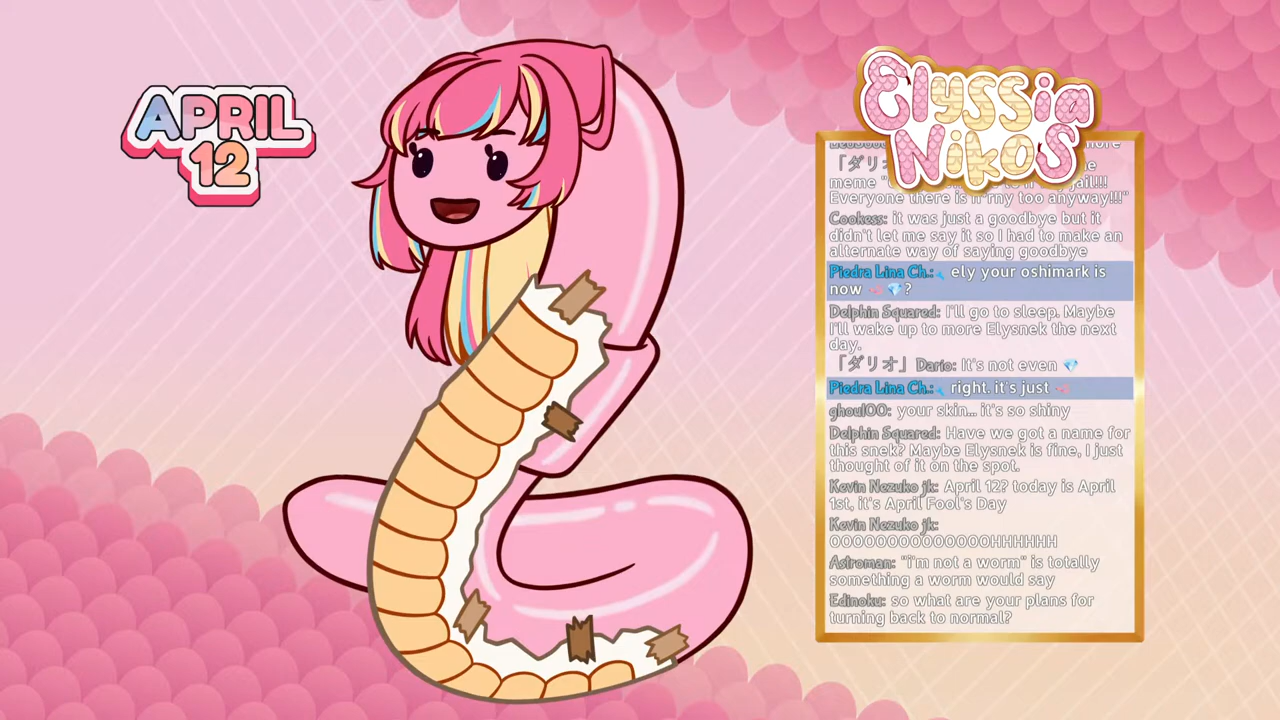 APRIL
12
Elyssia
Nikos
「ダリオ
meme
jail!!!
Everyone there is h*rny too anyway!!!"
Cookess: it was just a goodbye but it
didn't let me say it so I had to make an
alternate way of saying goodbye
Piedra Lina Ch.: ely your oshimark is
now 💎?
Delphin Squared: I'll go to sleep. Maybe
I'll wake up to more Elysnek the next
day.
「ダリオ」Dario: It's not even 💎
Piedra Lina Ch.: right. it's just
ghoul00: your skin... it's so shiny
Delphin Squared: Have we got a name for
this snek? Maybe Elysnek is fine, I just
thought of it on the spot.
Kevin Nezuko jk: April 12? today is April
1st, it's April Fool's Day
Kevin Nezuko jk:
OOOOOOOOOOOOOOOHHHHHH
Astroman: "i'm not a worm" is totally
something a worm would say
Edinoku: so what are your plans for
turning back to normal?